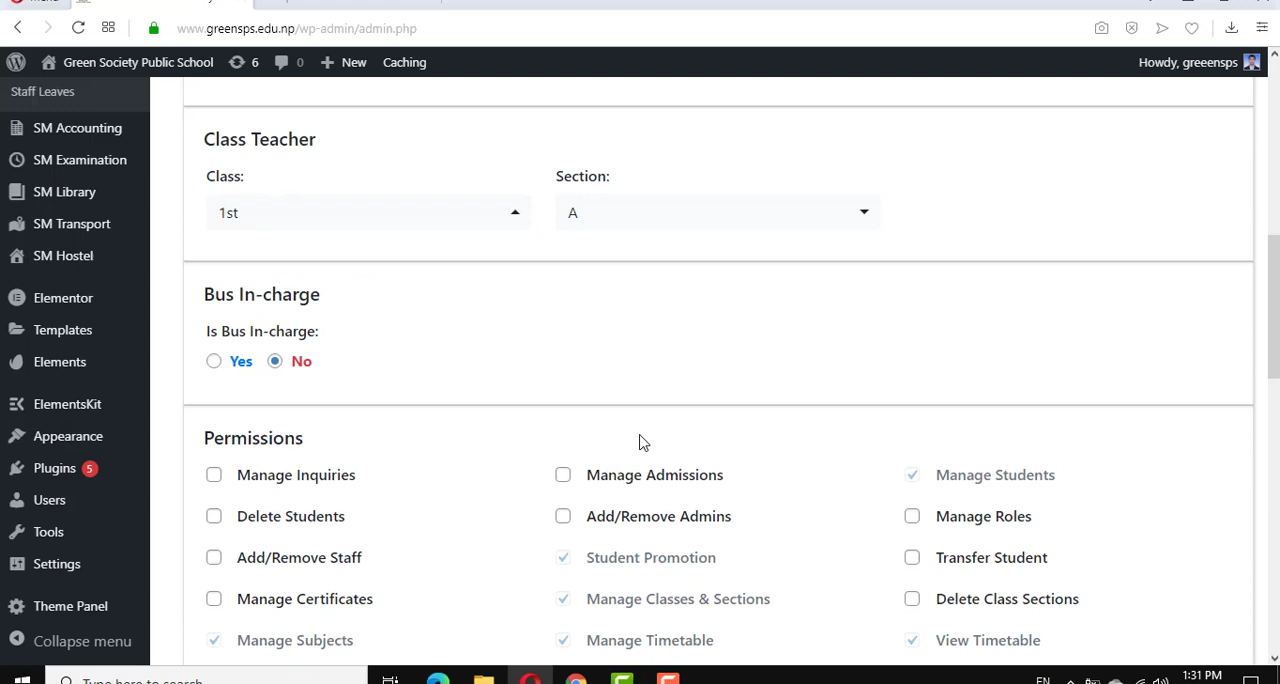 www.greensps.edu.np/wp-admin/admin.php
Green Society Public School 6 0 New Caching Howdy, greeensps
Staff Leaves
SM Accounting
SM Examination
SM Library
SM Transport
SM Hostel
Elementor
Templates
Elements
ElementsKit
Appearance
Plugins 5
Users
Tools
Settings
Theme Panel
Collapse menu
Class Teacher
Class: Section:
1st A
Bus In-charge
Is Bus In-charge:
Yes No
Permissions
Manage Inquiries Manage Admissions Manage Students
Delete Students Add/Remove Admins Manage Roles
Add/Remove Staff Student Promotion Transfer Student
Manage Certificates Manage Classes & Sections Delete Class Sections
Manage Subjects Manage Timetable View Timetable
Type here to search EN 1:31 PM